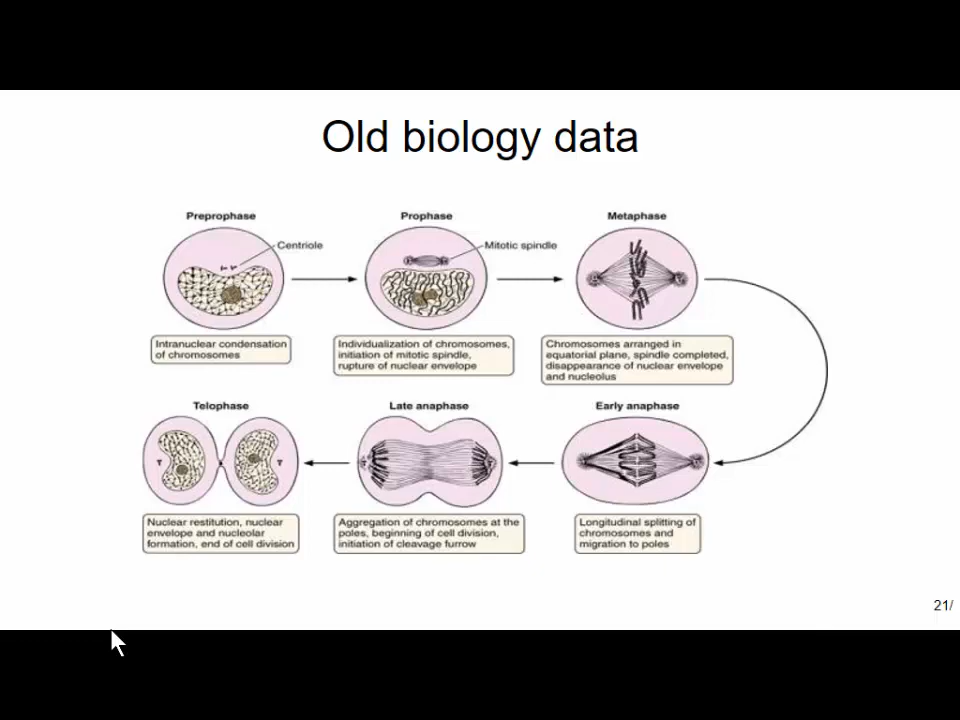 Old biology data
Preprophase
Centriole
Intranuclear condensation
of chromosomes
Prophase
Mitotic spindle
Individualization of chromosomes,
initiation of mitotic spindle,
rupture of nuclear envelope
Metaphase
Chromosomes arranged in
equatorial plane, spindle completed,
disappearance of nuclear envelope
and nucleolus
Early anaphase
Longitudinal splitting of
chromosomes and
migration to poles
Late anaphase
Aggregation of chromosomes at the
poles, beginning of cell division,
initiation of cleavage furrow
Telophase
Nuclear restitution, nuclear
envelope and nucleolar
formation, end of cell division
21/